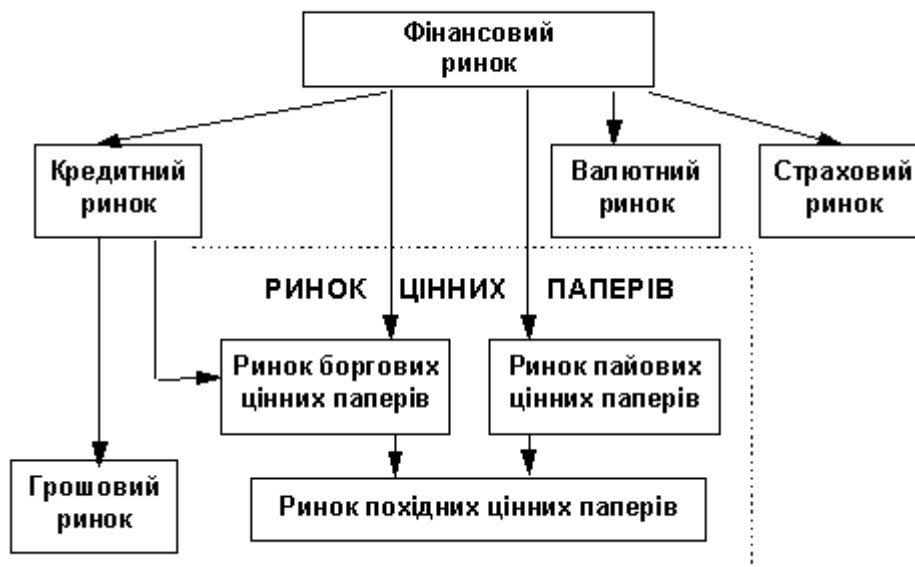 Фінансовий
ринок
Кредитний
ринок
Валютний
ринок
Страховий
ринок
РИНОК ЦІННИХ ПАПЕРІВ
Ринок боргових
цінних паперів
Ринок пайових
цінних паперів
Грошовий
ринок
Ринок похідних цінних паперів